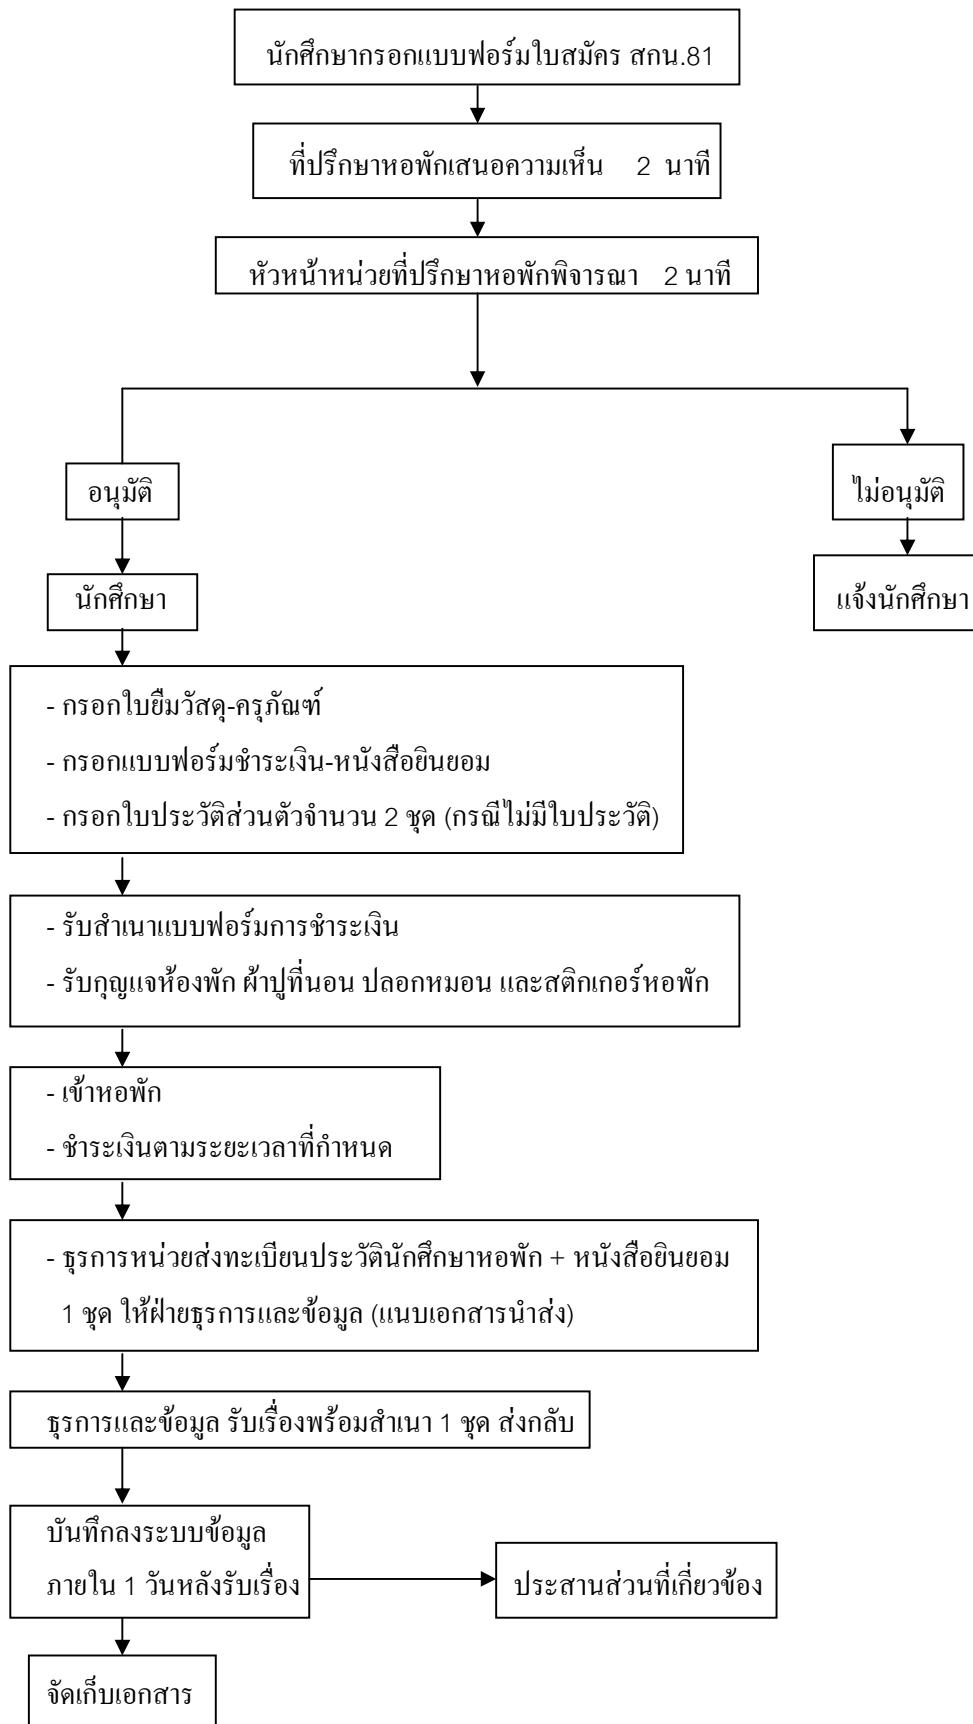 นักศึกษากรอกแบบฟอร์มใบสมัคร สกน.81
ที่ปรึกษาหอพักเสนอความเห็น 2 นาที
หัวหน้าหน่วยที่ปรึกษาหอพักพิจารณา 2 นาที
อนุมัติ
ไม่อนุมัติ
นักศึกษา
แจ้งนักศึกษา
- กรอกใบยืมวัสดุ-ครุภัณฑ์
- กรอกแบบฟอร์มชำระเงิน-หนังสือยินยอม
- กรอกใบประวัติส่วนตัวจำนวน 2 ชุด (กรณีไม่มีใบประวัติ)
- รับสำเนาแบบฟอร์มการชำระเงิน
- รับกุญแจห้องพัก ผ้าปูที่นอน ปลอกหมอน และสติกเกอร์หอพัก
- เข้าหอพัก
- ชำระเงินตามระยะเวลาที่กำหนด
- ธุรการหน่วยส่งทะเบียนประวัตินักศึกษาหอพัก + หนังสือยินยอม
1 ชุด ให้ฝ่ายธุรการและข้อมูล (แนบเอกสารนำส่ง)
ธุรการและข้อมูล รับเรื่องพร้อมสำเนา 1 ชุด ส่งกลับ
บันทึกลงระบบข้อมูล
ภายใน 1 วันหลังรับเรื่อง
ประสานส่วนที่เกี่ยวข้อง
จัดเก็บเอกสาร